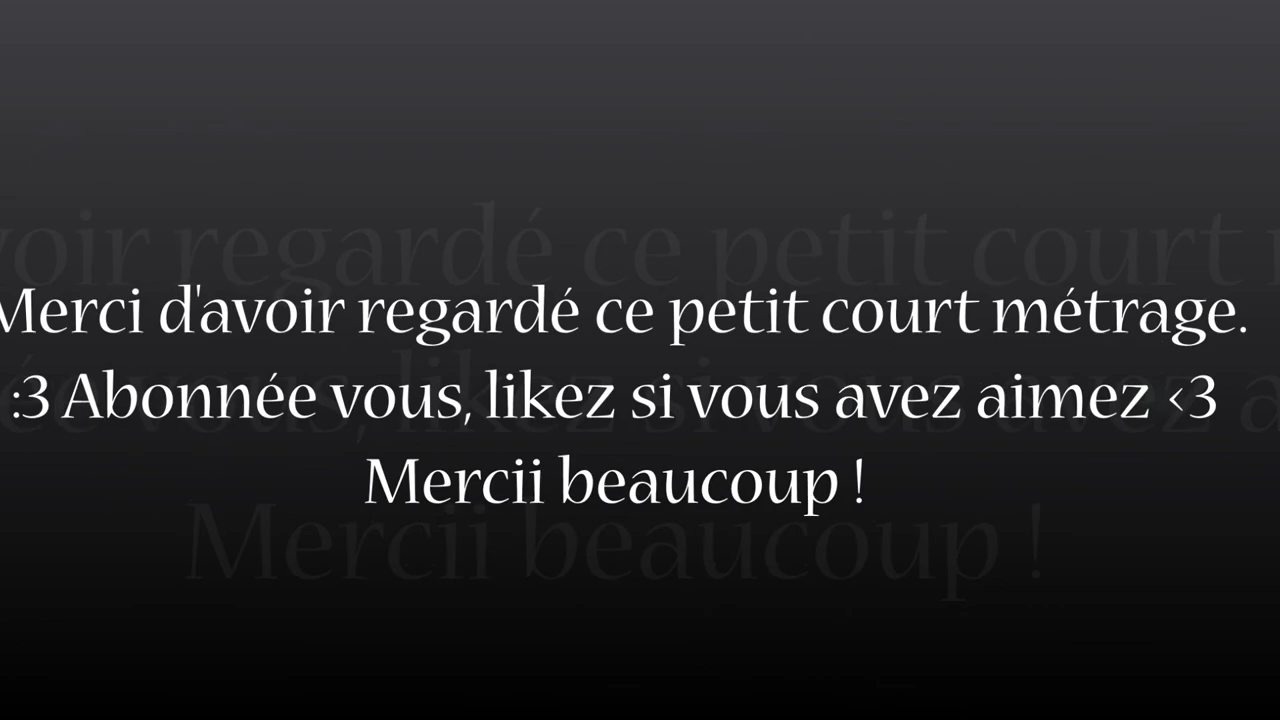 Merci d'avoir regardé ce petit court métrage.
:3 Abonnée vous, likez si vous avez aimez <3
Mercii beaucoup !